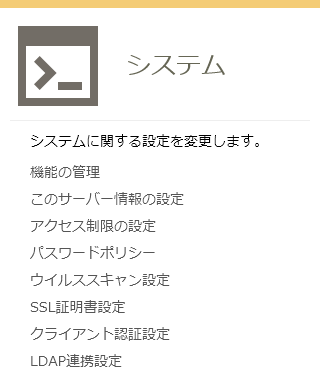 システム
システムに関する設定を変更します。
機能の管理
このサーバー情報の設定
アクセス制限の設定
パスワードポリシー
ウイルススキャン設定
SSL証明書設定
クライアント認証設定
LDAP連携設定